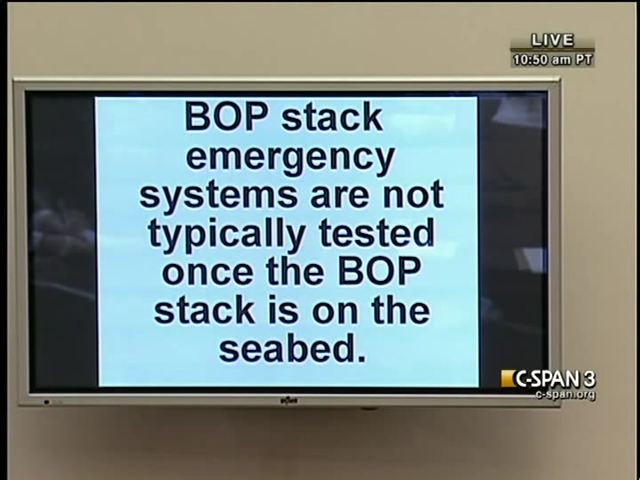 LIVE
10:50 am PT
BOP stack
emergency
systems are not
typically tested
once the BOP
stack is on the
seabed.
C-SPAN 3
c-span.org